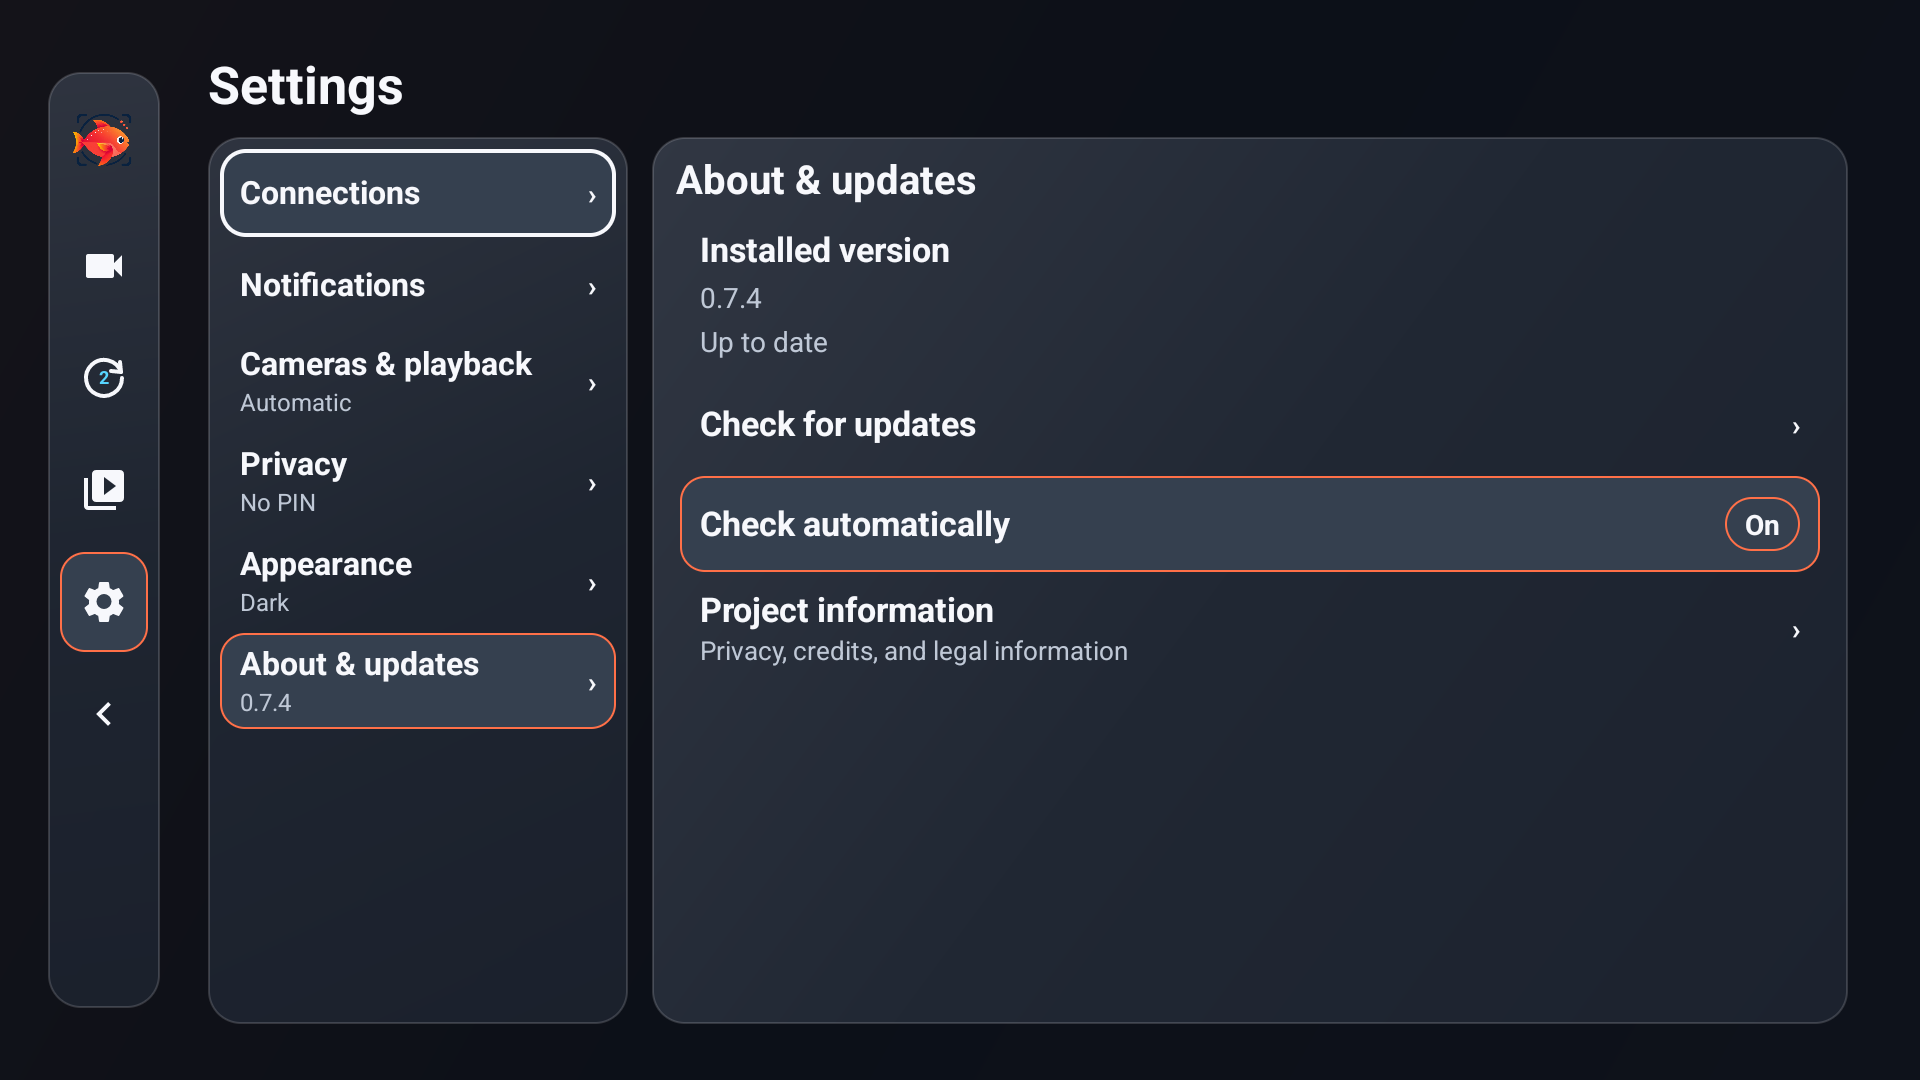 Settings
2
Connections
Notifications
Cameras & playback
Automatic
Privacy
No PIN
Appearance
Dark
About & updates
0.7.4
About & updates
Installed version
0.7.4
Up to date
Check for updates
Check automatically
On
Project information
Privacy, credits, and legal information